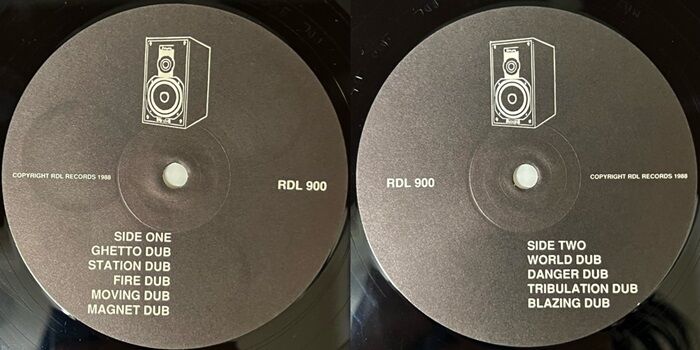 COPYRIGHT RDL RECORDS 1988
RDL 900
SIDE ONE
GHETTO DUB
STATION DUB
FIRE DUB
MOVING DUB
MAGNET DUB
RDL 900
COPYRIGHT RDL RECORDS 1988
SIDE TWO
WORLD DUB
DANGER DUB
TRIBULATION DUB
BLAZING DUB